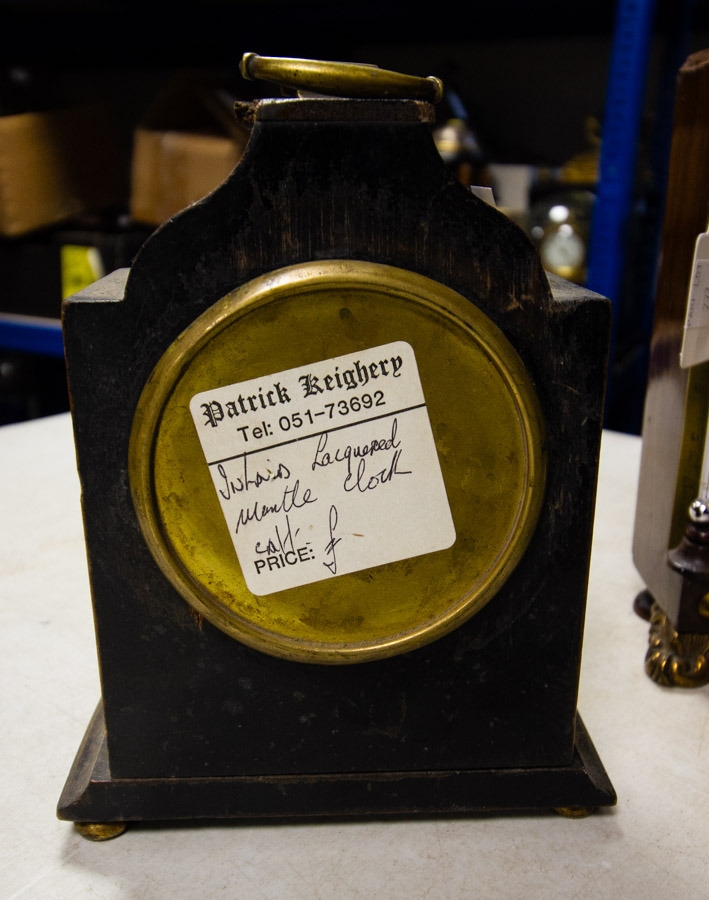 Patrick Keighery
Tel: 051-73692
Lacquered
mantle clock
PRICE: £